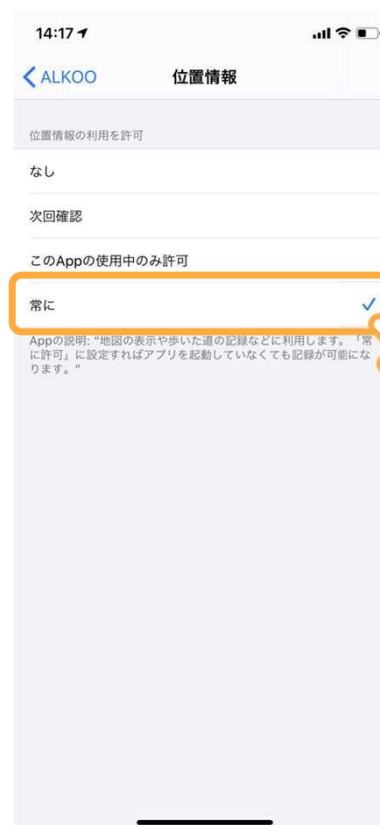 14:17
ALKOO
位置情報
位置情報の利用を許可
なし
次回確認
このAppの使用中のみ許可
常に
Appの説明: “地図の表示や歩いた道の記録などに利用します。「常
に許可」に設定すればアプリを起動していなくても記録が可能にな
ります。”